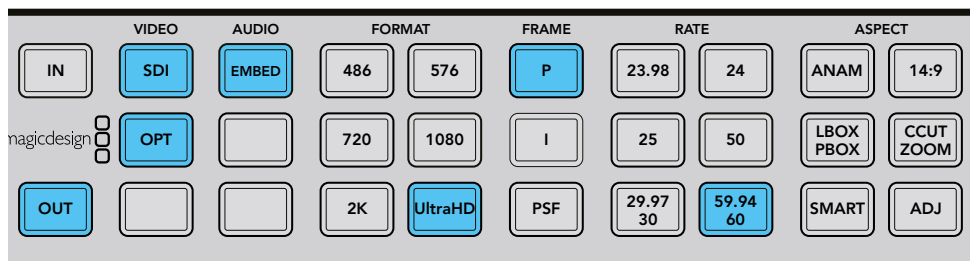 VIDEO AUDIO FORMAT FRAME RATE ASPECT
IN SDI EMBED 486 576 P 23.98 24 ANAM 14:9
magicdesign OPT 720 1080 I 25 50 LBOX PBOX CCUT ZOOM
OUT 2K UltraHD PSF 29.97 30 59.94 60 SMART ADJ